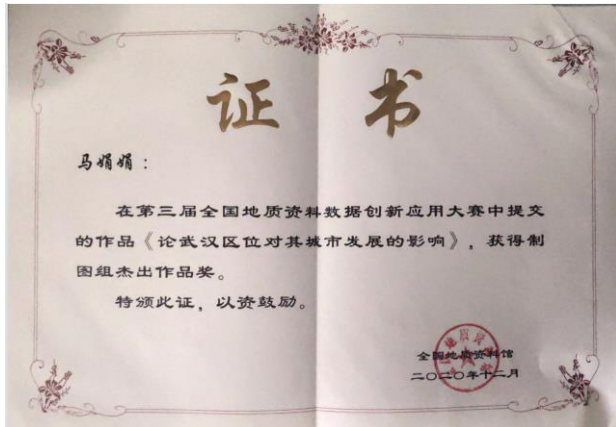 证 书
马娟娟：
在第三届全国地质资料数据创新应用大赛中提交
的作品《论武汉区位对其城市发展的影响》，获得制
图组杰出作品奖。
特颁此证，以资鼓励。
全国地质资料馆
二〇二〇年十二月